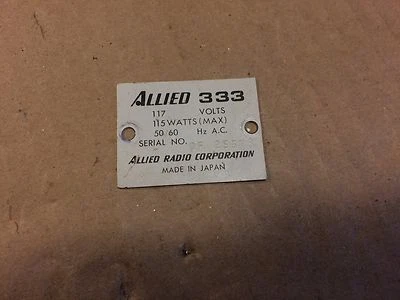 ALLIED 333
117 VOLTS
115 WATTS (MAX)
50/60 Hz A.C.
SERIAL NO.
ALLIED RADIO CORPORATION
MADE IN JAPAN